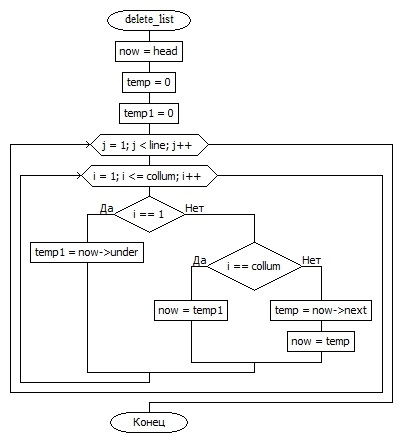 delete_list
now = head
temp = 0
temp1 = 0
j = 1; j < line; j++
i = 1; i <= collum; i++
Да
i == 1
Нет
temp1 = now->under
Да
i == collum
Нет
now = temp1
temp = now->next
now = temp
Конец